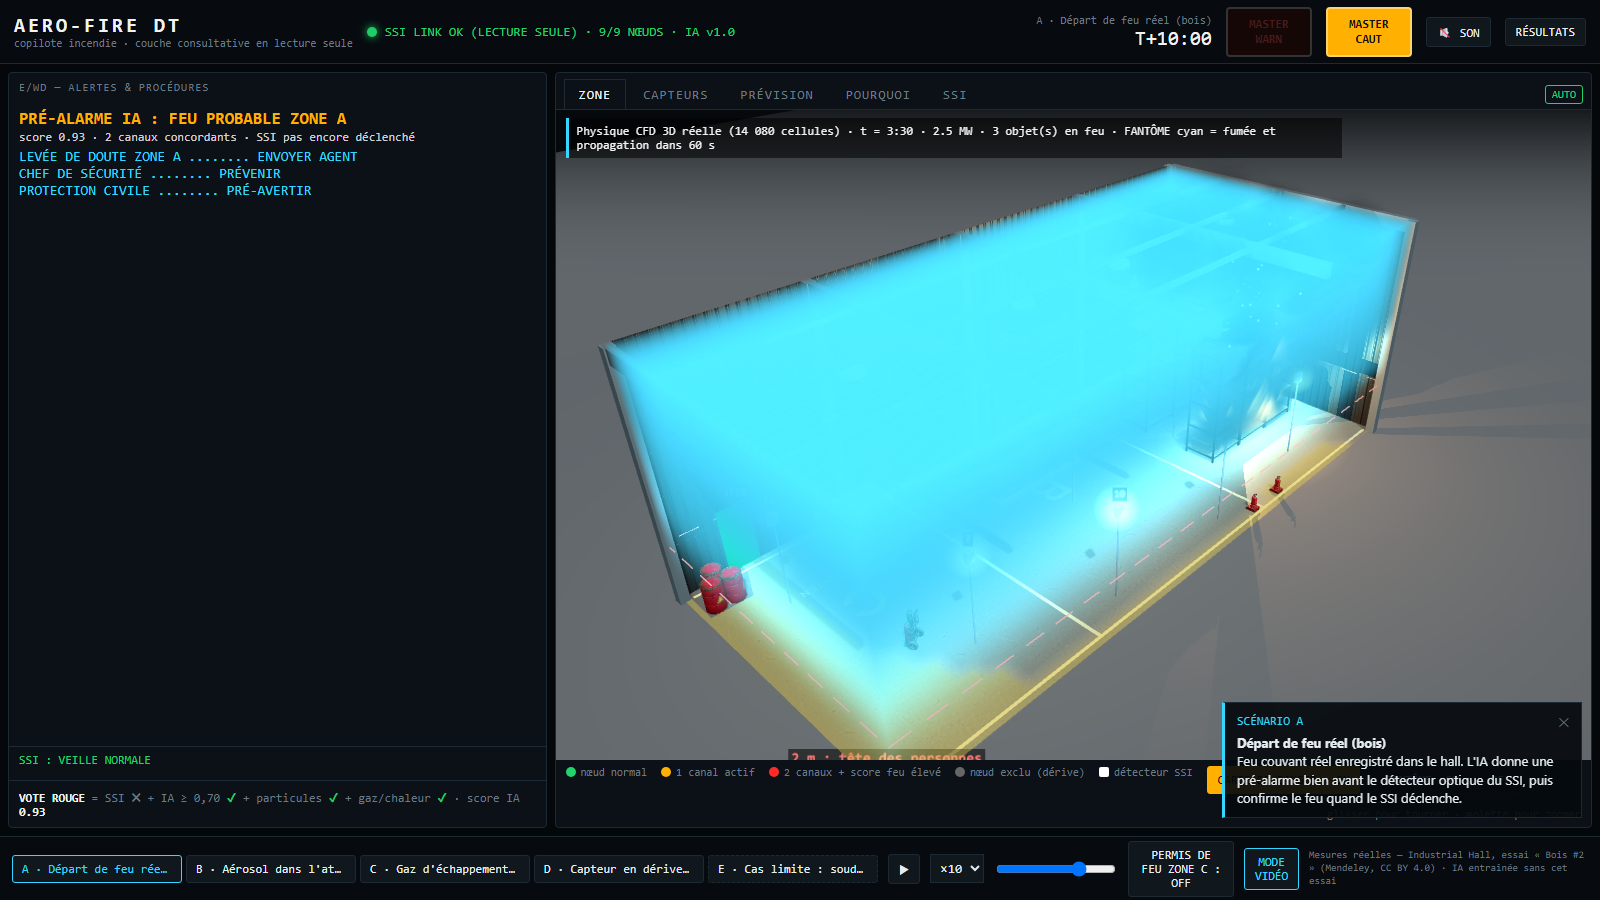 AERO-FIRE DT
copilote incendie · couche consultative en lecture seule
SSI LINK OK (LECTURE SEULE) · 9/9 NŒUDS · IA v1.0
A · Départ de feu réel (bois)
T+10:00
MASTER
WARN
MASTER
CAUT
SON
RÉSULTATS
E/WD — ALERTES & PROCÉDURES
PRÉ-ALARME IA : FEU PROBABLE ZONE A
score 0.93 · 2 canaux concordants · SSI pas encore déclenché
LEVÉE DE DOUTE ZONE A ........ ENVOYER AGENT
CHEF DE SÉCURITÉ ........ PRÉVENIR
PROTECTION CIVILE ........ PRÉ-AVERTIR
SSI : VEILLE NORMALE
VOTE ROUGE = SSI ✕ + IA ≥ 0,70 ✓ + particules ✓ + gaz/chaleur ✓ · score IA
0.93
ZONE
CAPTEURS
PRÉVISION
POURQUOI
SSI
AUTO
Physique CFD 3D réelle (14 080 cellules) · t = 3:30 · 2.5 MW · 3 objet(s) en feu · FANTÔME cyan = fumée et
propagation dans 60 s
2 m : tête des personnes
nœud normal
1 canal actif
2 canaux + score feu élevé
nœud exclu (dérive)
détecteur SSI
SCÉNARIO A
Départ de feu réel (bois)
Feu couvant réel enregistré dans le hall. L'IA donne une
pré-alarme bien avant le détecteur optique du SSI, puis
confirme le feu quand le SSI déclenche.
A · Départ de feu rée…
B · Aérosol dans l'at…
C · Gaz d'échappement…
D · Capteur en dérive…
E · Cas limite : soud…
×10
PERMIS DE
FEU ZONE C :
OFF
MODE
VIDÉO
Mesures réelles — Industrial Hall, essai « Bois #2
» (Mendeley, CC BY 4.0) · IA entraînée sans cet
essai